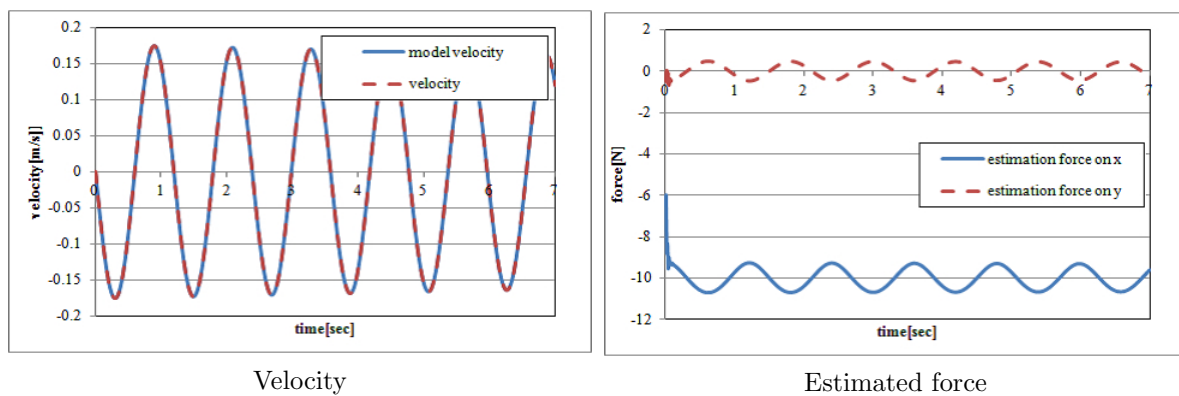 0.2
0.15
0.1
0.05
0
-0.05
-0.1
-0.15
-0.2
velocity[m/s]]
0 1 2 3 4 5 6 7
time[sec]
model velocity
velocity
Velocity
2
0
-2
-4
-6
-8
-10
-12
force[N]
0 1 2 3 4 5 6 7
time[sec]
estimation force on x
estimation force on y
Estimated force